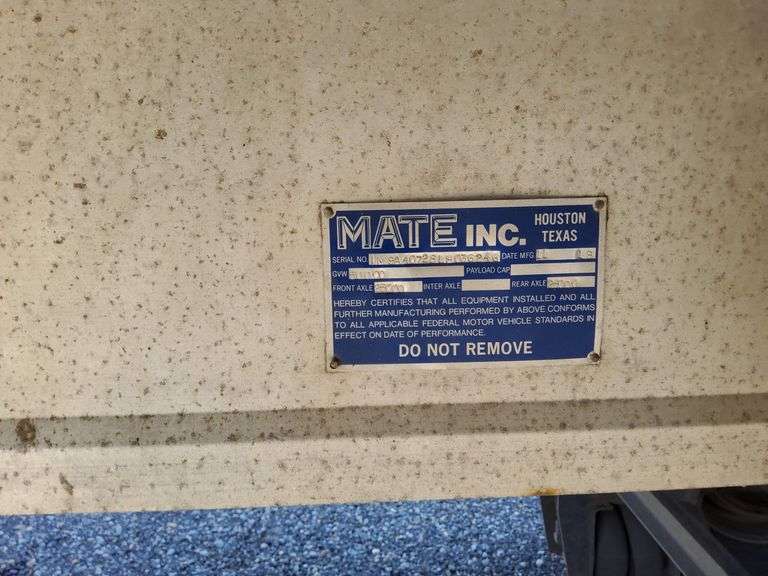 MATE INC. HOUSTON TEXAS
SERIAL NO. DATE MFG.
GVW PAYLOAD CAP
FRONT AXLE INTER AXLE REAR AXLE
HEREBY CERTIFIES THAT ALL EQUIPMENT INSTALLED AND ALL
FURTHER MANUFACTURING PERFORMED BY ABOVE CONFORMS
TO ALL APPLICABLE FEDERAL MOTOR VEHICLE STANDARDS IN
EFFECT ON DATE OF PERFORMANCE.
DO NOT REMOVE